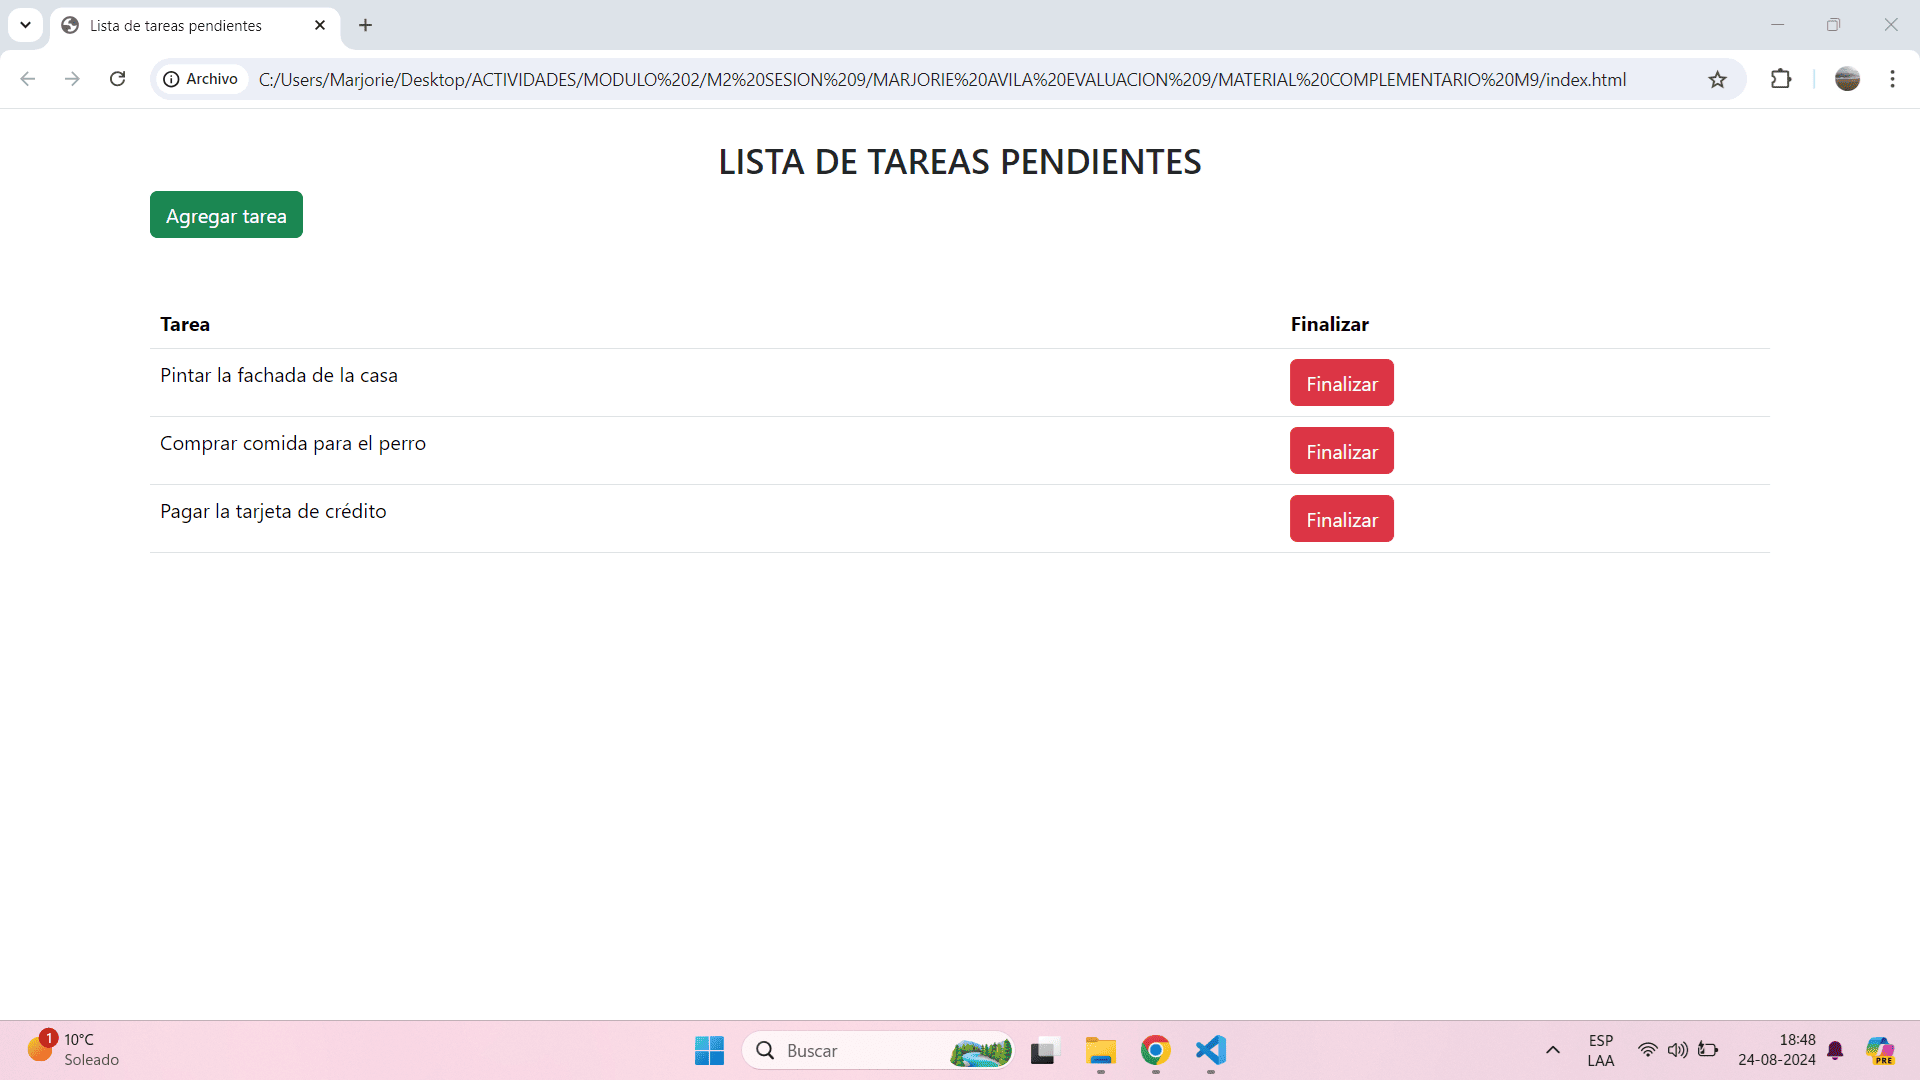 Lista de tareas pendientes
Archivo C:/Users/Marjorie/Desktop/ACTIVIDADES/MODULO%202/M2%20SESION%209/MARJORIE%20AVILA%20EVALUACION%209/MATERIAL%20COMPLEMENTARIO%20M9/index.html
LISTA DE TAREAS PENDIENTES
Agregar tarea
Tarea Finalizar
Pintar la fachada de la casa Finalizar
Comprar comida para el perro Finalizar
Pagar la tarjeta de crédito Finalizar
1
10°C
Soleado
Buscar
ESP
LAA
18:48
24-08-2024
PRE